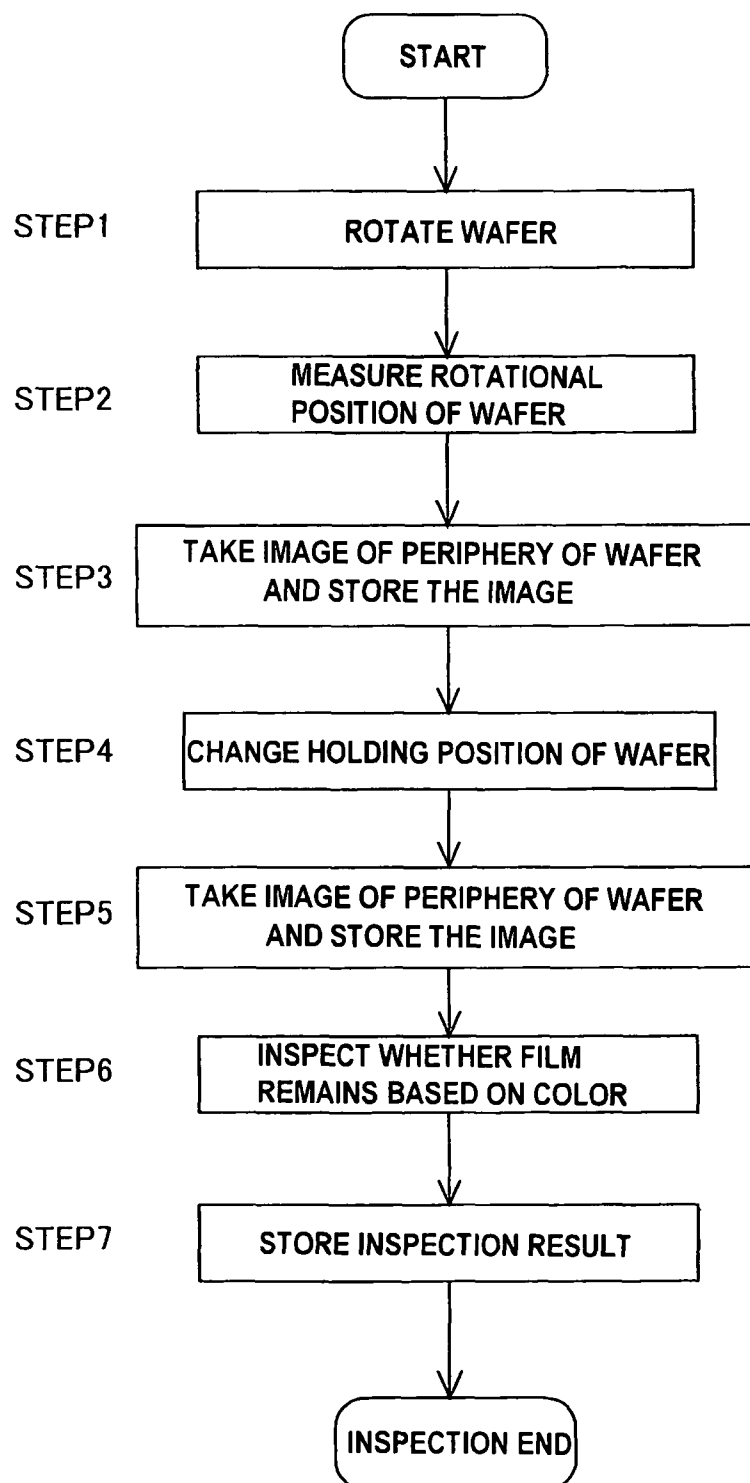 START
STEP1
ROTATE WAFER
STEP2
MEASURE ROTATIONAL
POSITION OF WAFER
STEP3
TAKE IMAGE OF PERIPHERY OF WAFER
AND STORE THE IMAGE
STEP4
CHANGE HOLDING POSITION OF WAFER
STEP5
TAKE IMAGE OF PERIPHERY OF WAFER
AND STORE THE IMAGE
STEP6
INSPECT WHETHER FILM
REMAINS BASED ON COLOR
STEP7
STORE INSPECTION RESULT
INSPECTION END